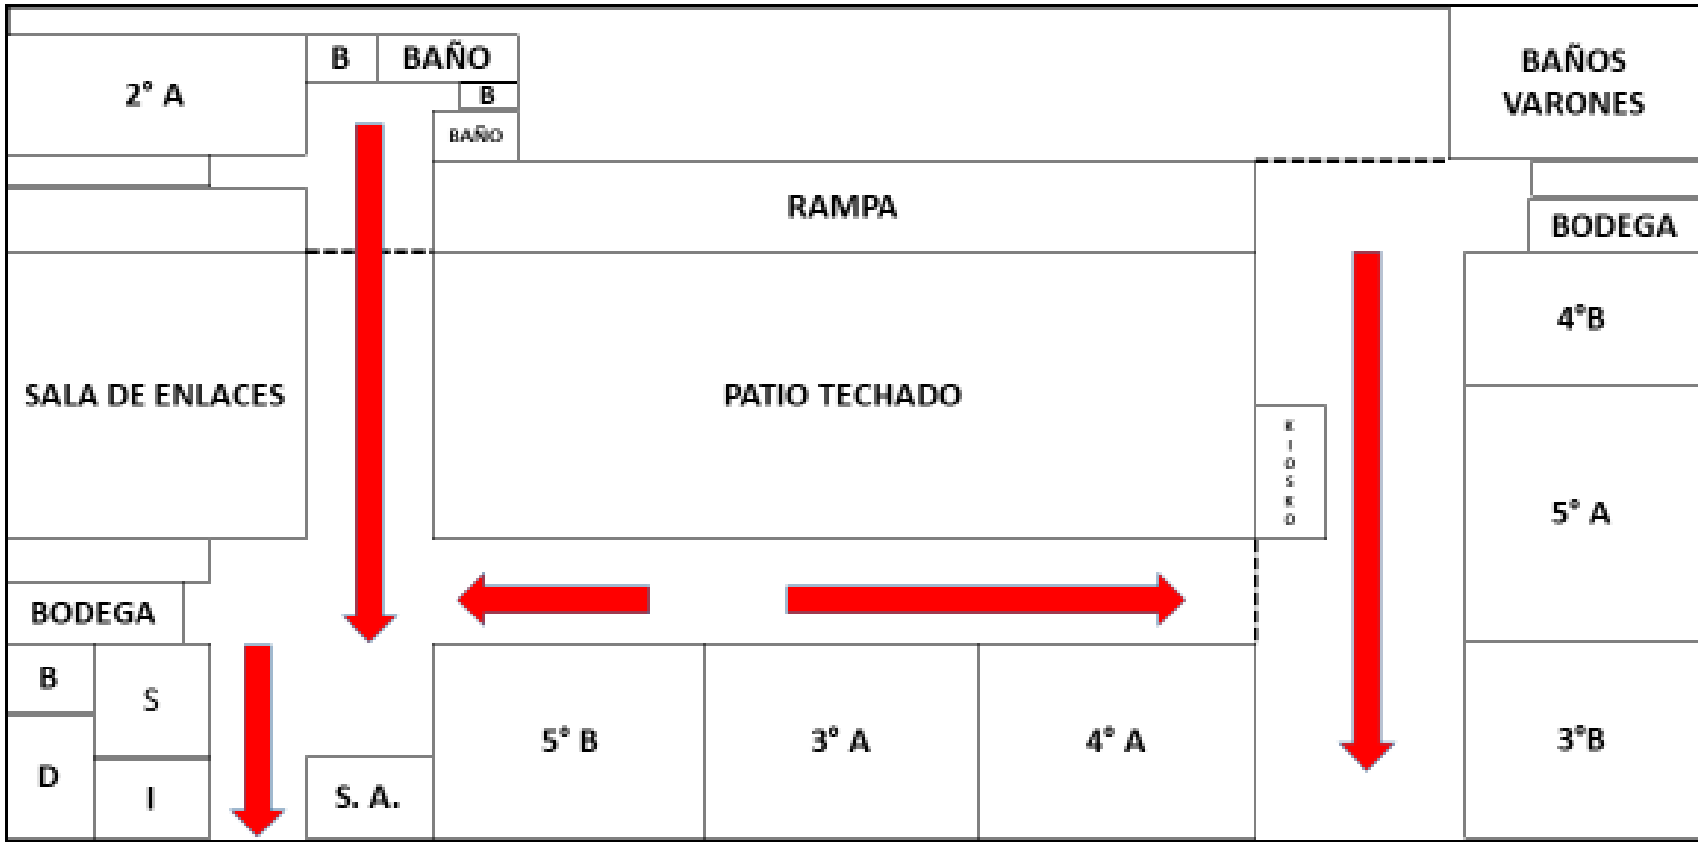 2° A
B
BAÑO
B
BAÑO
BAÑOS
VARONES
RAMPA
BODEGA
4°B
SALA DE ENLACES
PATIO TECHADO
KIOSKO
5° A
BODEGA
B
S
D
I
S. A.
5° B
3° A
4° A
3°B